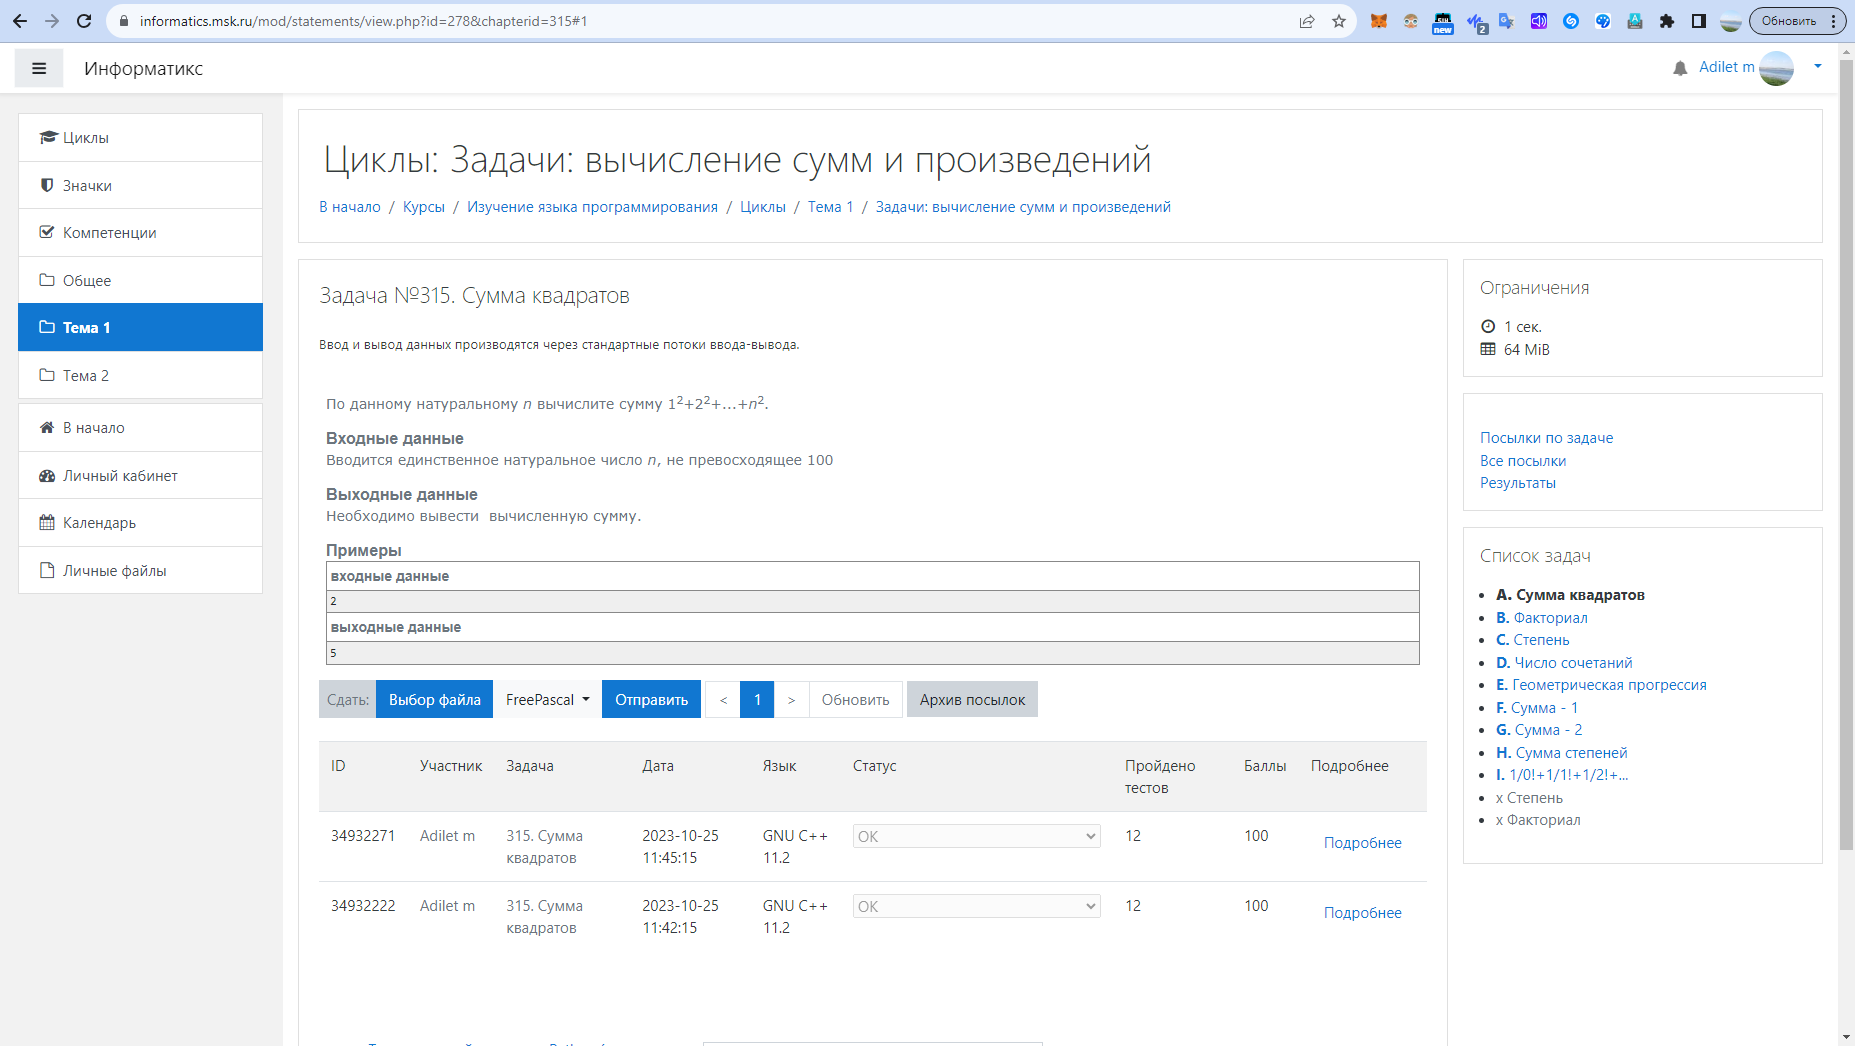 informatics.msk.ru/mod/statements/view.php?id=278&chapterid=315#1
new
2
Обновить
Информатикс
Adilet m
Циклы
Значки
Компетенции
Общее
Тема 1
Тема 2
В начало
Личный кабинет
Календарь
Личные файлы
Циклы: Задачи: вычисление сумм и произведений
В начало / Курсы / Изучение языка программирования / Циклы / Тема 1 / Задачи: вычисление сумм и произведений
Задача №315. Сумма квадратов
Ввод и вывод данных производятся через стандартные потоки ввода-вывода.
По данному натуральному n вычислите сумму 1²+2²+...+n².
Входные данные
Вводится единственное натуральное число n, не превосходящее 100
Выходные данные
Необходимо вывести вычисленную сумму.
Примеры
входные данные
2
выходные данные
5
Сдать: Выбор файла FreePascal Отправить < 1 > Обновить Архив посылок
ID Участник Задача Дата Язык Статус Пройдено тестов Баллы Подробнее
34932271 Adilet m 315. Сумма квадратов 2023-10-25 11:45:15 GNU C++ 11.2 OK 12 100 Подробнее
34932222 Adilet m 315. Сумма квадратов 2023-10-25 11:42:15 GNU C++ 11.2 OK 12 100 Подробнее
Ограничения
1 сек.
64 MiB
Посылки по задаче
Все посылки
Результаты
Список задач
A. Сумма квадратов
B. Факториал
C. Степень
D. Число сочетаний
E. Геометрическая прогрессия
F. Сумма - 1
G. Сумма - 2
H. Сумма степеней
I. 1/0!+1/1!+1/2!+...
x Степень
x Факториал